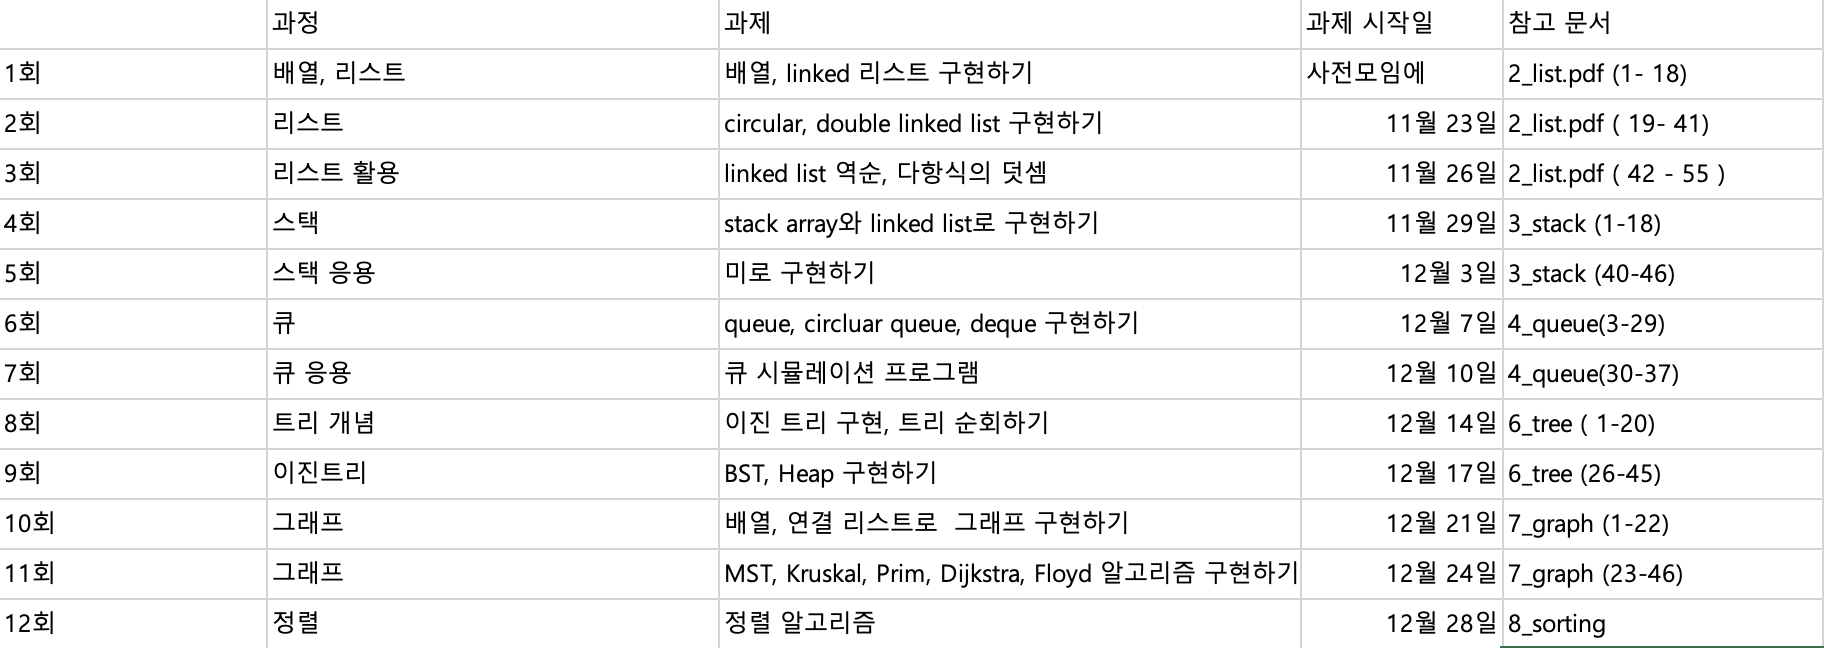 과정 과제 과제 시작일 참고 문서
1회 배열, 리스트 배열, linked 리스트 구현하기 사전모임에 2_list.pdf (1- 18)
2회 리스트 circular, double linked list 구현하기 11월 23일 2_list.pdf ( 19- 41)
3회 리스트 활용 linked list 역순, 다항식의 덧셈 11월 26일 2_list.pdf ( 42 - 55 )
4회 스택 stack array와 linked list로 구현하기 11월 29일 3_stack (1-18)
5회 스택 응용 미로 구현하기 12월 3일 3_stack (40-46)
6회 큐 queue, circluar queue, deque 구현하기 12월 7일 4_queue(3-29)
7회 큐 응용 큐 시뮬레이션 프로그램 12월 10일 4_queue(30-37)
8회 트리 개념 이진 트리 구현, 트리 순회하기 12월 14일 6_tree ( 1-20)
9회 이진트리 BST, Heap 구현하기 12월 17일 6_tree (26-45)
10회 그래프 배열, 연결 리스트로  그래프 구현하기 12월 21일 7_graph (1-22)
11회 그래프 MST, Kruskal, Prim, Dijkstra, Floyd 알고리즘 구현하기 12월 24일 7_graph (23-46)
12회 정렬 정렬 알고리즘 12월 28일 8_sorting